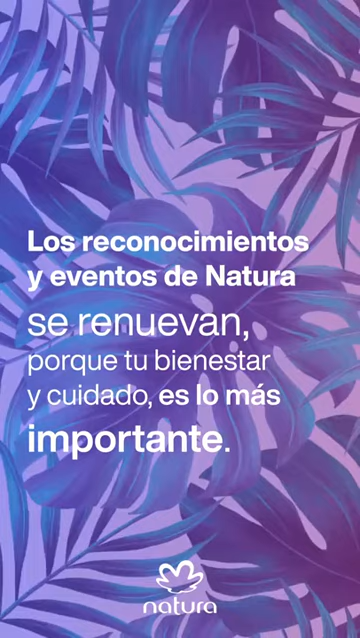 Los reconocimientos
y eventos de Natura
se renuevan,
porque tu bienestar
y cuidado, es lo más
importante.
natura